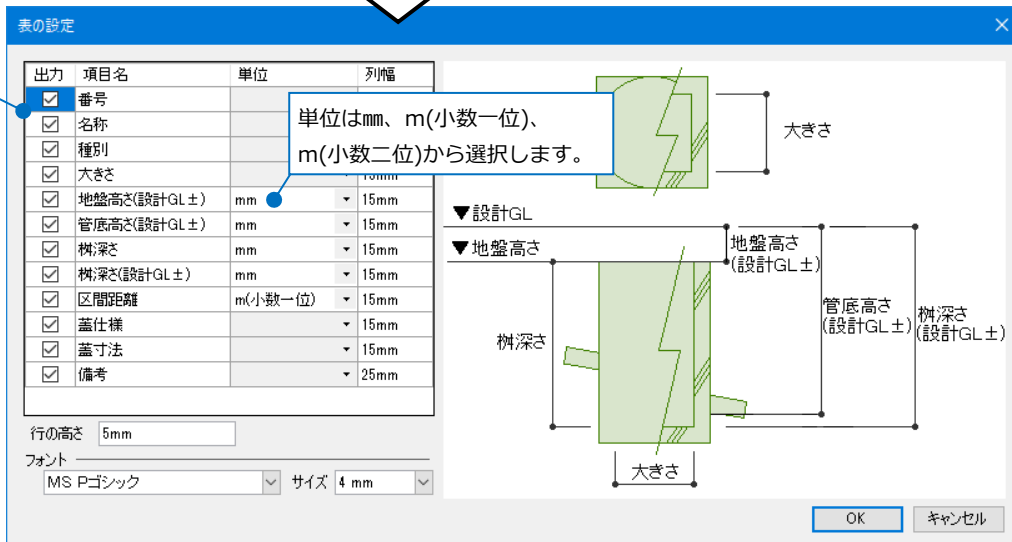 表の設定
出力 項目名 単位 列幅
番号
名称
種別
大きさ 15mm
地盤高さ(設計GL±) mm 15mm
管底高さ(設計GL±) mm 15mm
桝深さ mm 15mm
桝深さ(設計GL±) mm 15mm
区間距離 m(小数一位) 15mm
蓋仕様 15mm
蓋寸法 15mm
備考 25mm
単位は㎜、m(小数一位)、
m(小数二位)から選択します。
行の高さ 5mm
フォント
MS Pゴシック サイズ 4 mm
大きさ
▼設計GL
▼地盤高さ
地盤高さ
(設計GL±)
管底高さ
(設計GL±)
桝深さ
(設計GL±)
桝深さ
大きさ
OK キャンセル